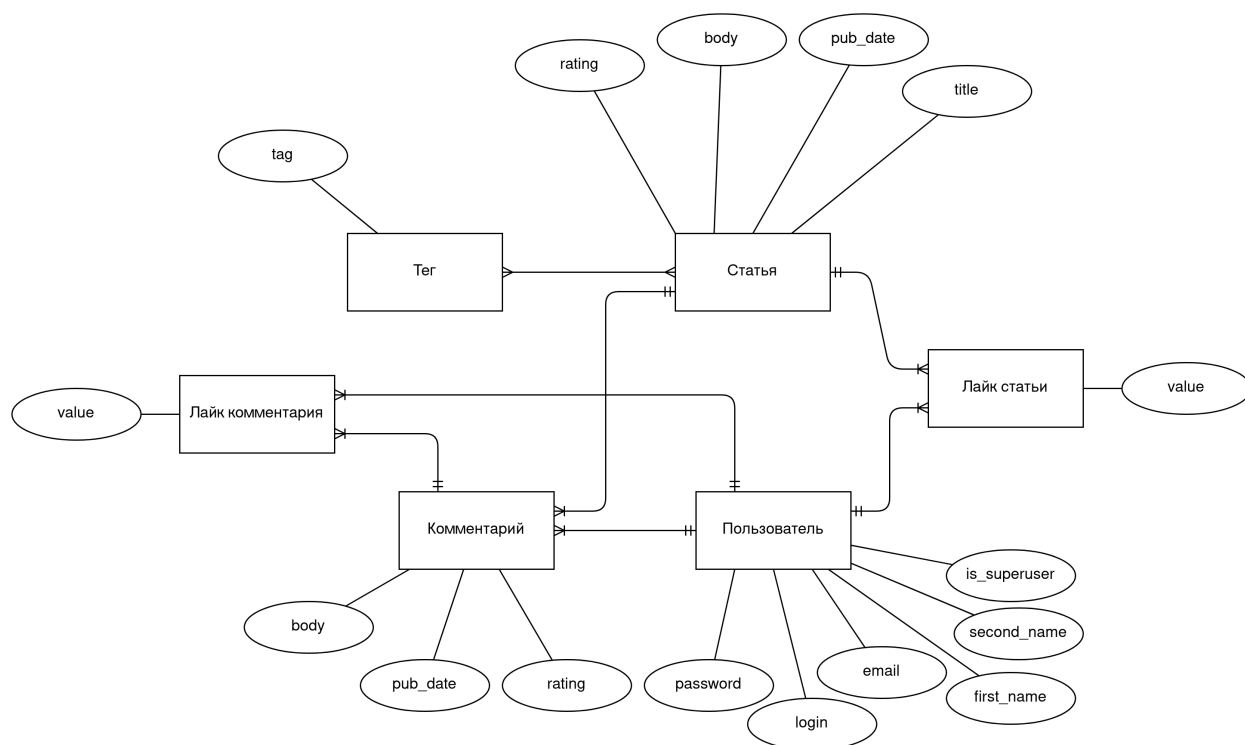 body
pub_date
rating
title
tag
Тег
Статья
Лайк статьи
value
value
Лайк комментария
Комментарий
Пользователь
is_superuser
body
second_name
email
pub_date
rating
password
first_name
login